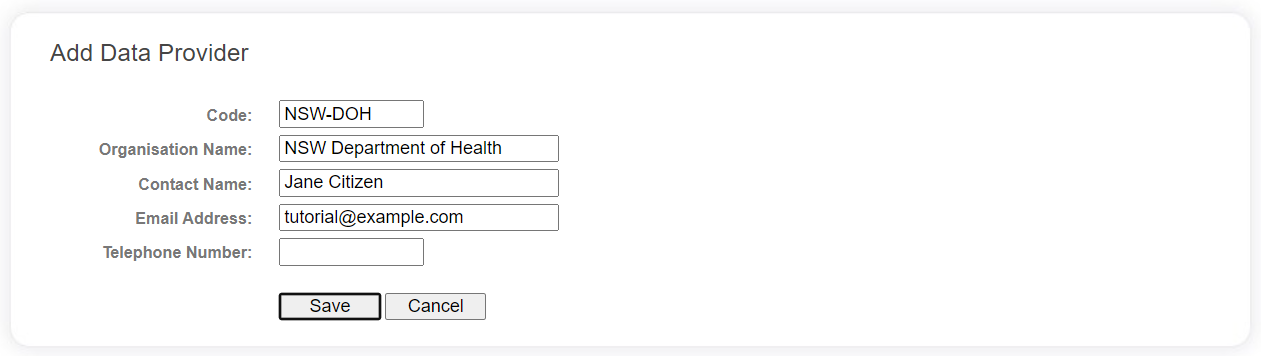 Add Data Provider
Code: NSW-DOH
Organisation Name: NSW Department of Health
Contact Name: Jane Citizen
Email Address: tutorial@example.com
Telephone Number:
Save Cancel